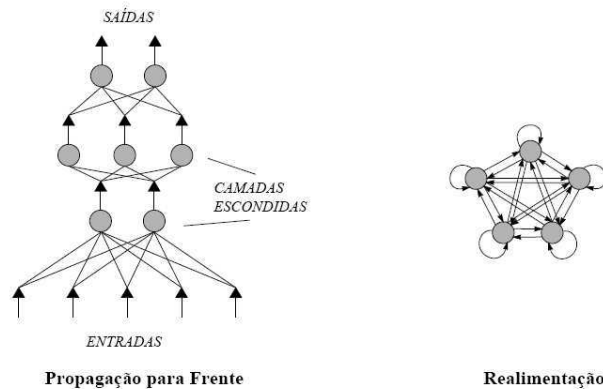 SAÍDAS
CAMADAS
ESCONDIDAS
ENTRADAS
Propagação para Frente
Realimentação